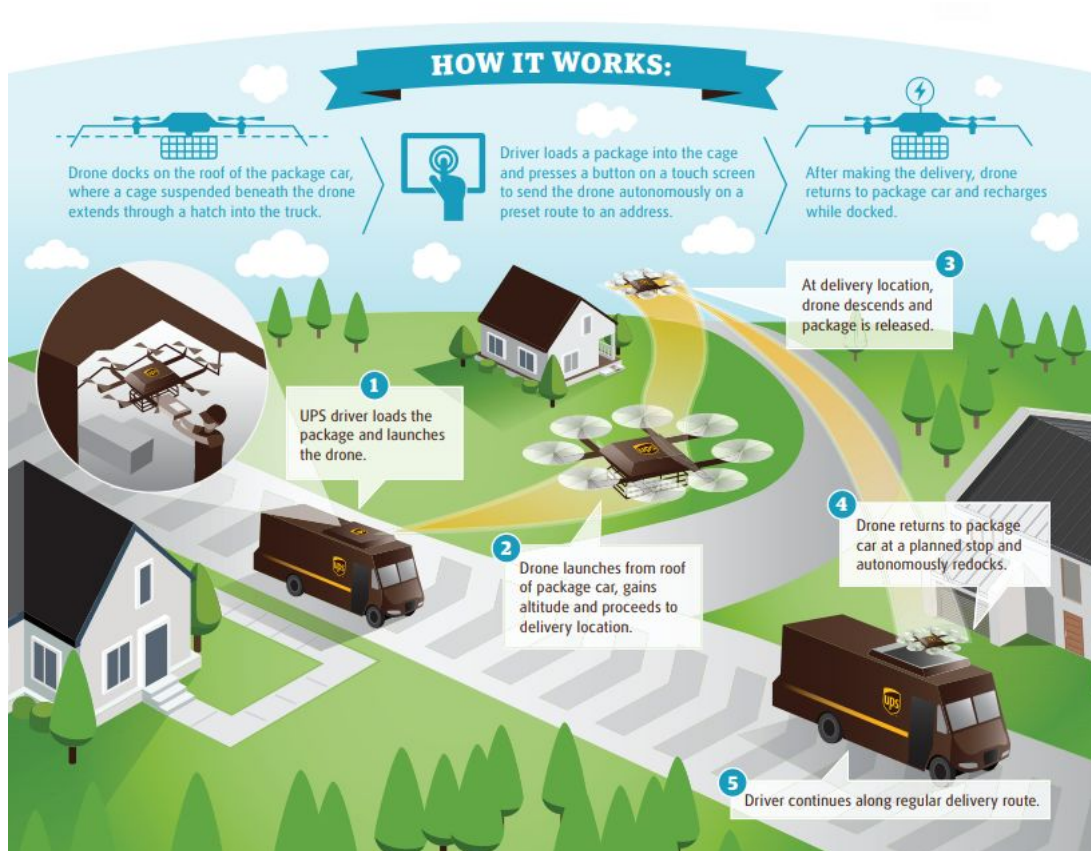 HOW IT WORKS:
Drone docks on the roof of the package car,
where a cage suspended beneath the drone
extends through a hatch into the truck.
Driver loads a package into the cage
and presses a button on a touch screen
to send the drone autonomously on a
preset route to an address.
After making the delivery, drone
returns to package car and recharges
while docked.
1
UPS driver loads the
package and launches
the drone.
2
Drone launches from roof
of package car, gains
altitude and proceeds to
delivery location.
3
At delivery location,
drone descends and
package is released.
4
Drone returns to package
car at a planned stop and
autonomously redocks.
5
Driver continues along regular delivery route.
ups
ups
ups